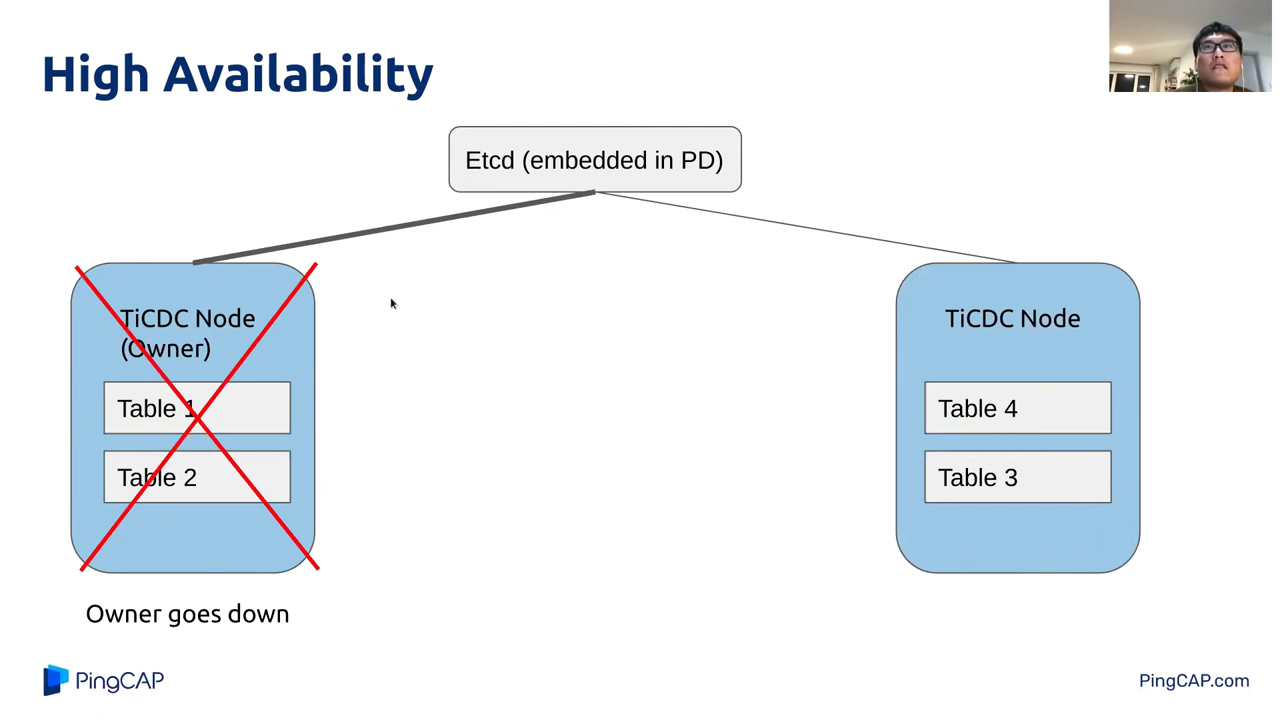 High Availability
Etcd (embedded in PD)
TiCDC Node
(Owner)
Table 1
Table 2
Owner goes down
TiCDC Node
Table 4
Table 3
PingCAP
PingCAP.com